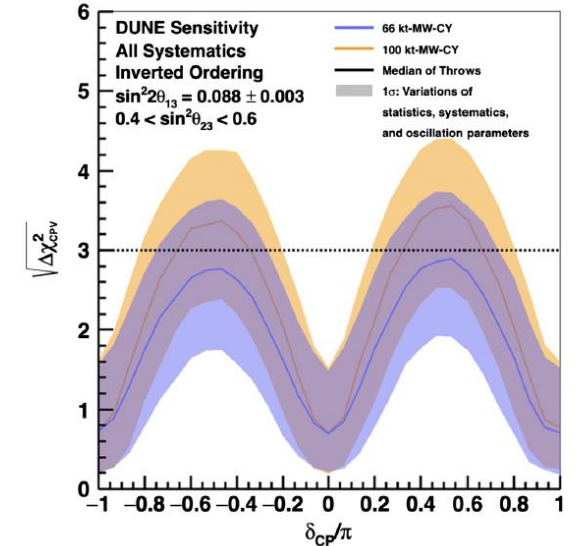 DUNE Sensitivity
All Systematics
Inverted Ordering
sin²2θ₁₃ = 0.088 ± 0.003
0.4 < sin²θ₂₃ < 0.6
66 kt-MW-CY
100 kt-MW-CY
Median of Throws
1σ: Variations of
statistics, systematics,
and oscillation parameters
√Δχ²CPV
6
5
4
3
2
1
0
−1 −0.8 −0.6 −0.4 −0.2 0 0.2 0.4 0.6 0.8 1
δCP/π